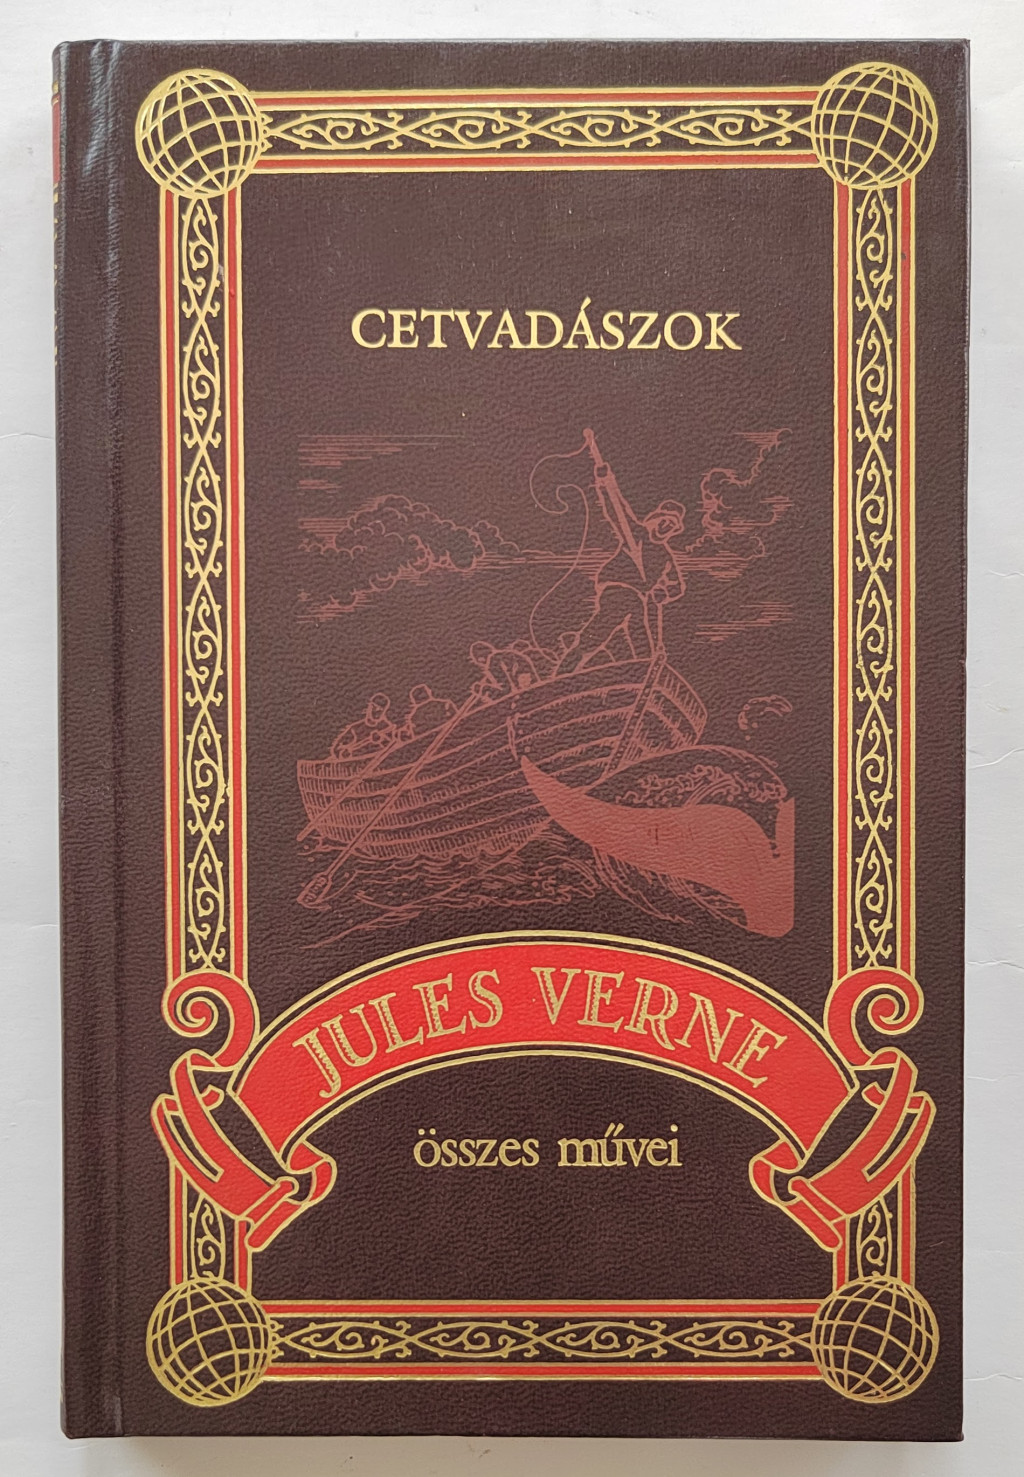 CETVADÁSZOK
JULES VERNE
összes művei